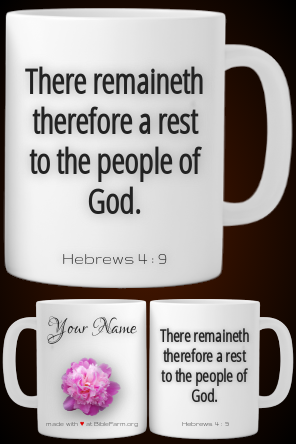 There remaineth
therefore a rest
to the people of
God.
Hebrews 4:9
Your Name
made with ♥ at BibleFarm.org
There remaineth
therefore a rest
to the people of
God.
Hebrews 4:9